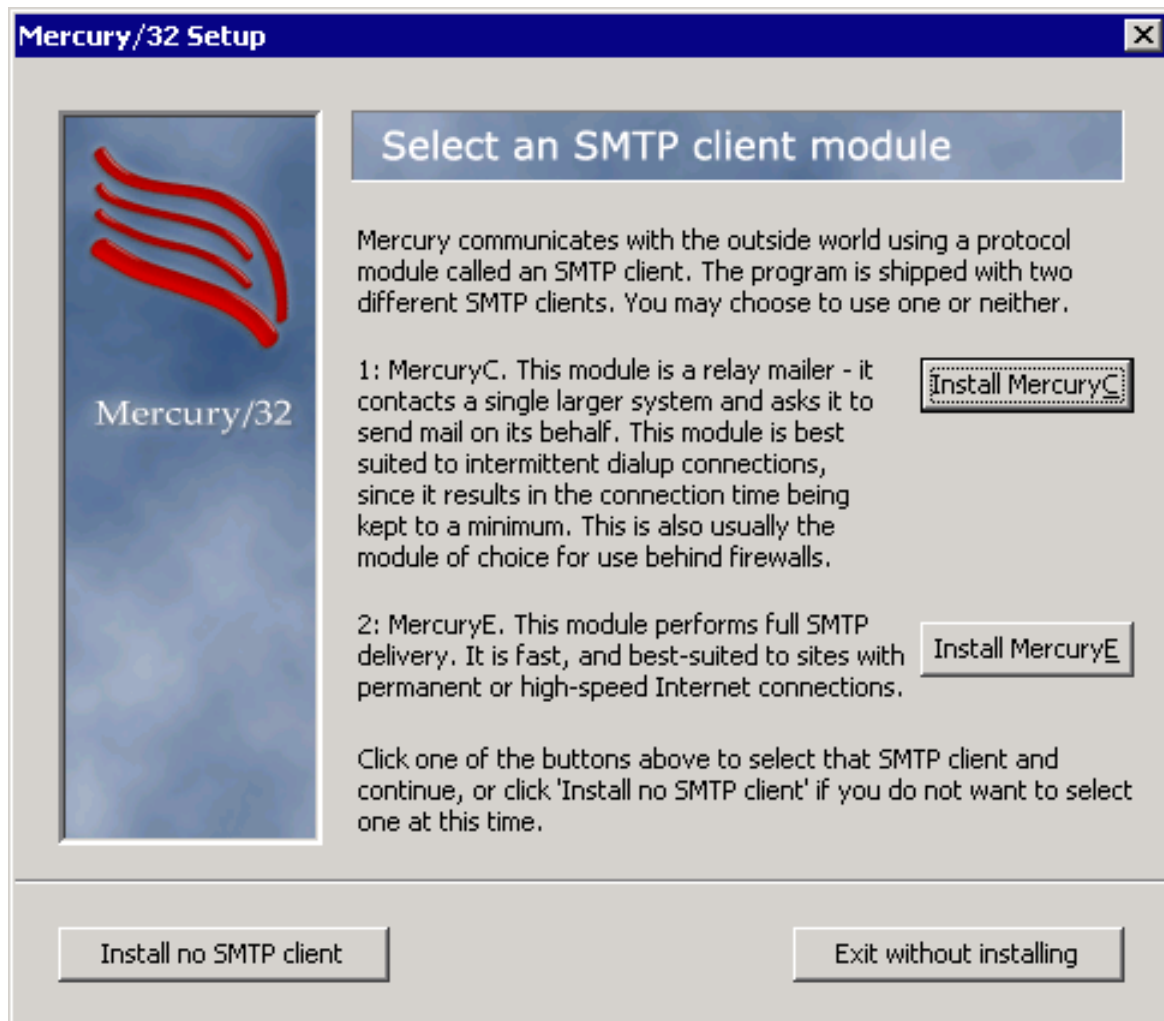 Mercury/32 Setup
Select an SMTP client module
Mercury/32
Mercury communicates with the outside world using a protocol
module called an SMTP client. The program is shipped with two
different SMTP clients. You may choose to use one or neither.
1: MercuryC. This module is a relay mailer - it
contacts a single larger system and asks it to
send mail on its behalf. This module is best
suited to intermittent dialup connections,
since it results in the connection time being
kept to a minimum. This is also usually the
module of choice for use behind firewalls.
Install MercuryC
2: MercuryE. This module performs full SMTP
delivery. It is fast, and best-suited to sites with
permanent or high-speed Internet connections.
Install MercuryE
Click one of the buttons above to select that SMTP client and
continue, or click 'Install no SMTP client' if you do not want to select
one at this time.
Install no SMTP client
Exit without installing